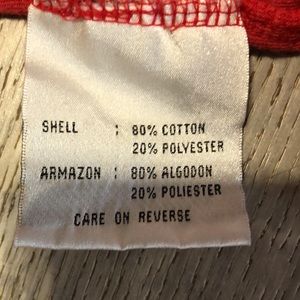 SHELL : 80% COTTON
20% POLYESTER
ARMAZON : 80% ALGODON
20% POLIESTER
CARE ON REVERSE